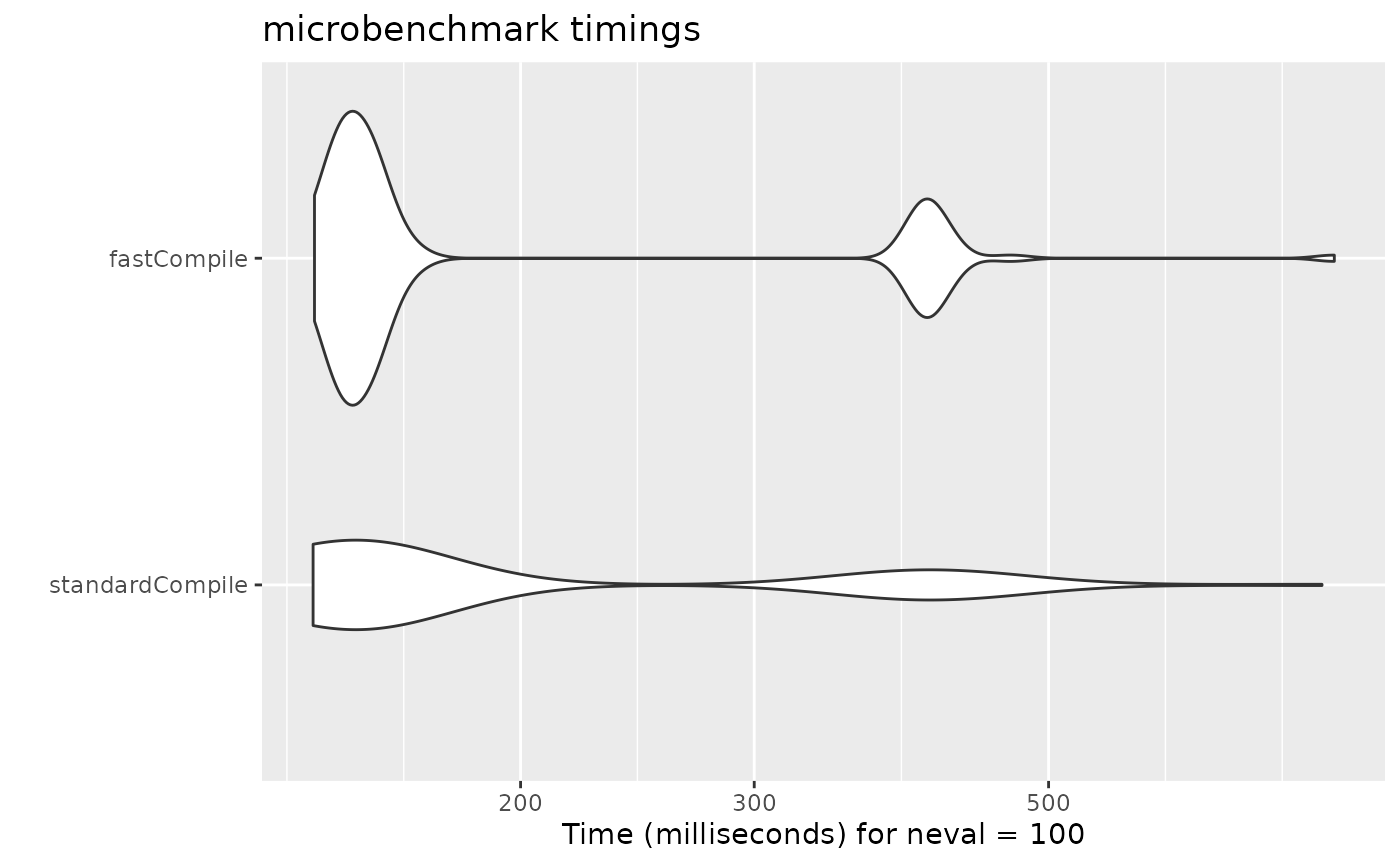 microbenchmark timings
fastCompile
standardCompile
200 300 500
Time (milliseconds) for neval = 100